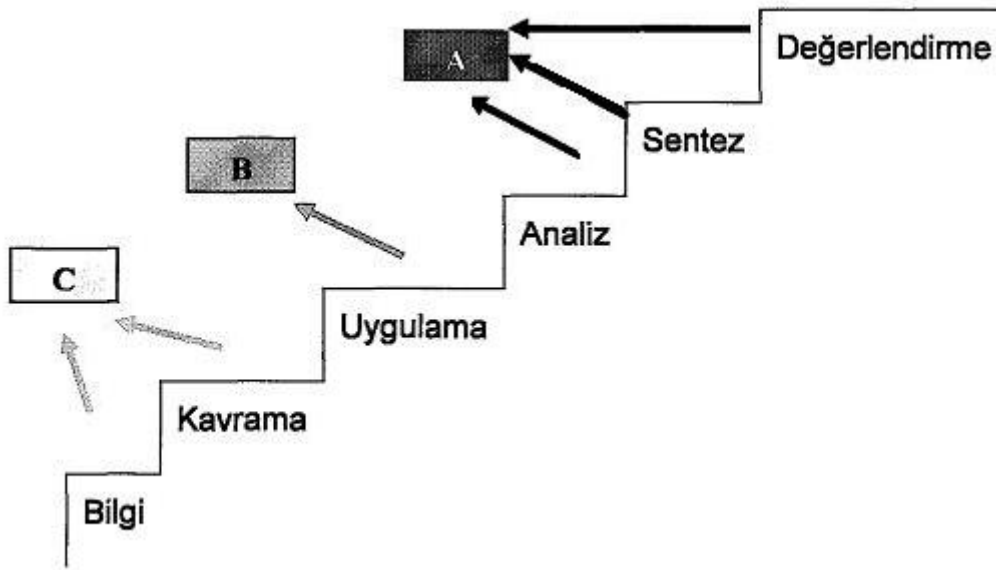 Değerlendirme
A
Sentez
B
Analiz
C
Uygulama
Kavrama
Bilgi